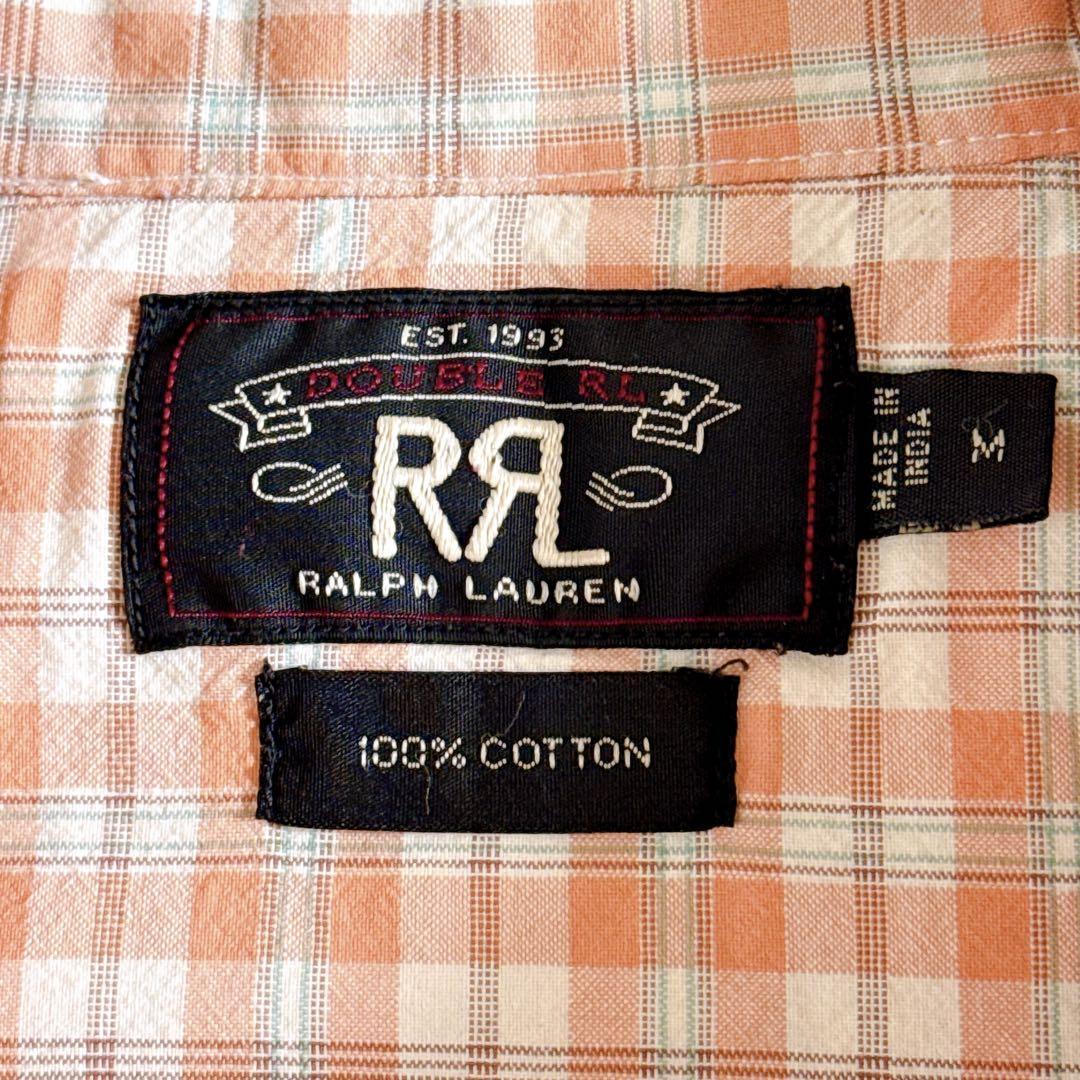 EST. 1993
DOUBLE RL
RRL
RALPH LAUREN
MADE IN
INDIA
M
100% COTTON